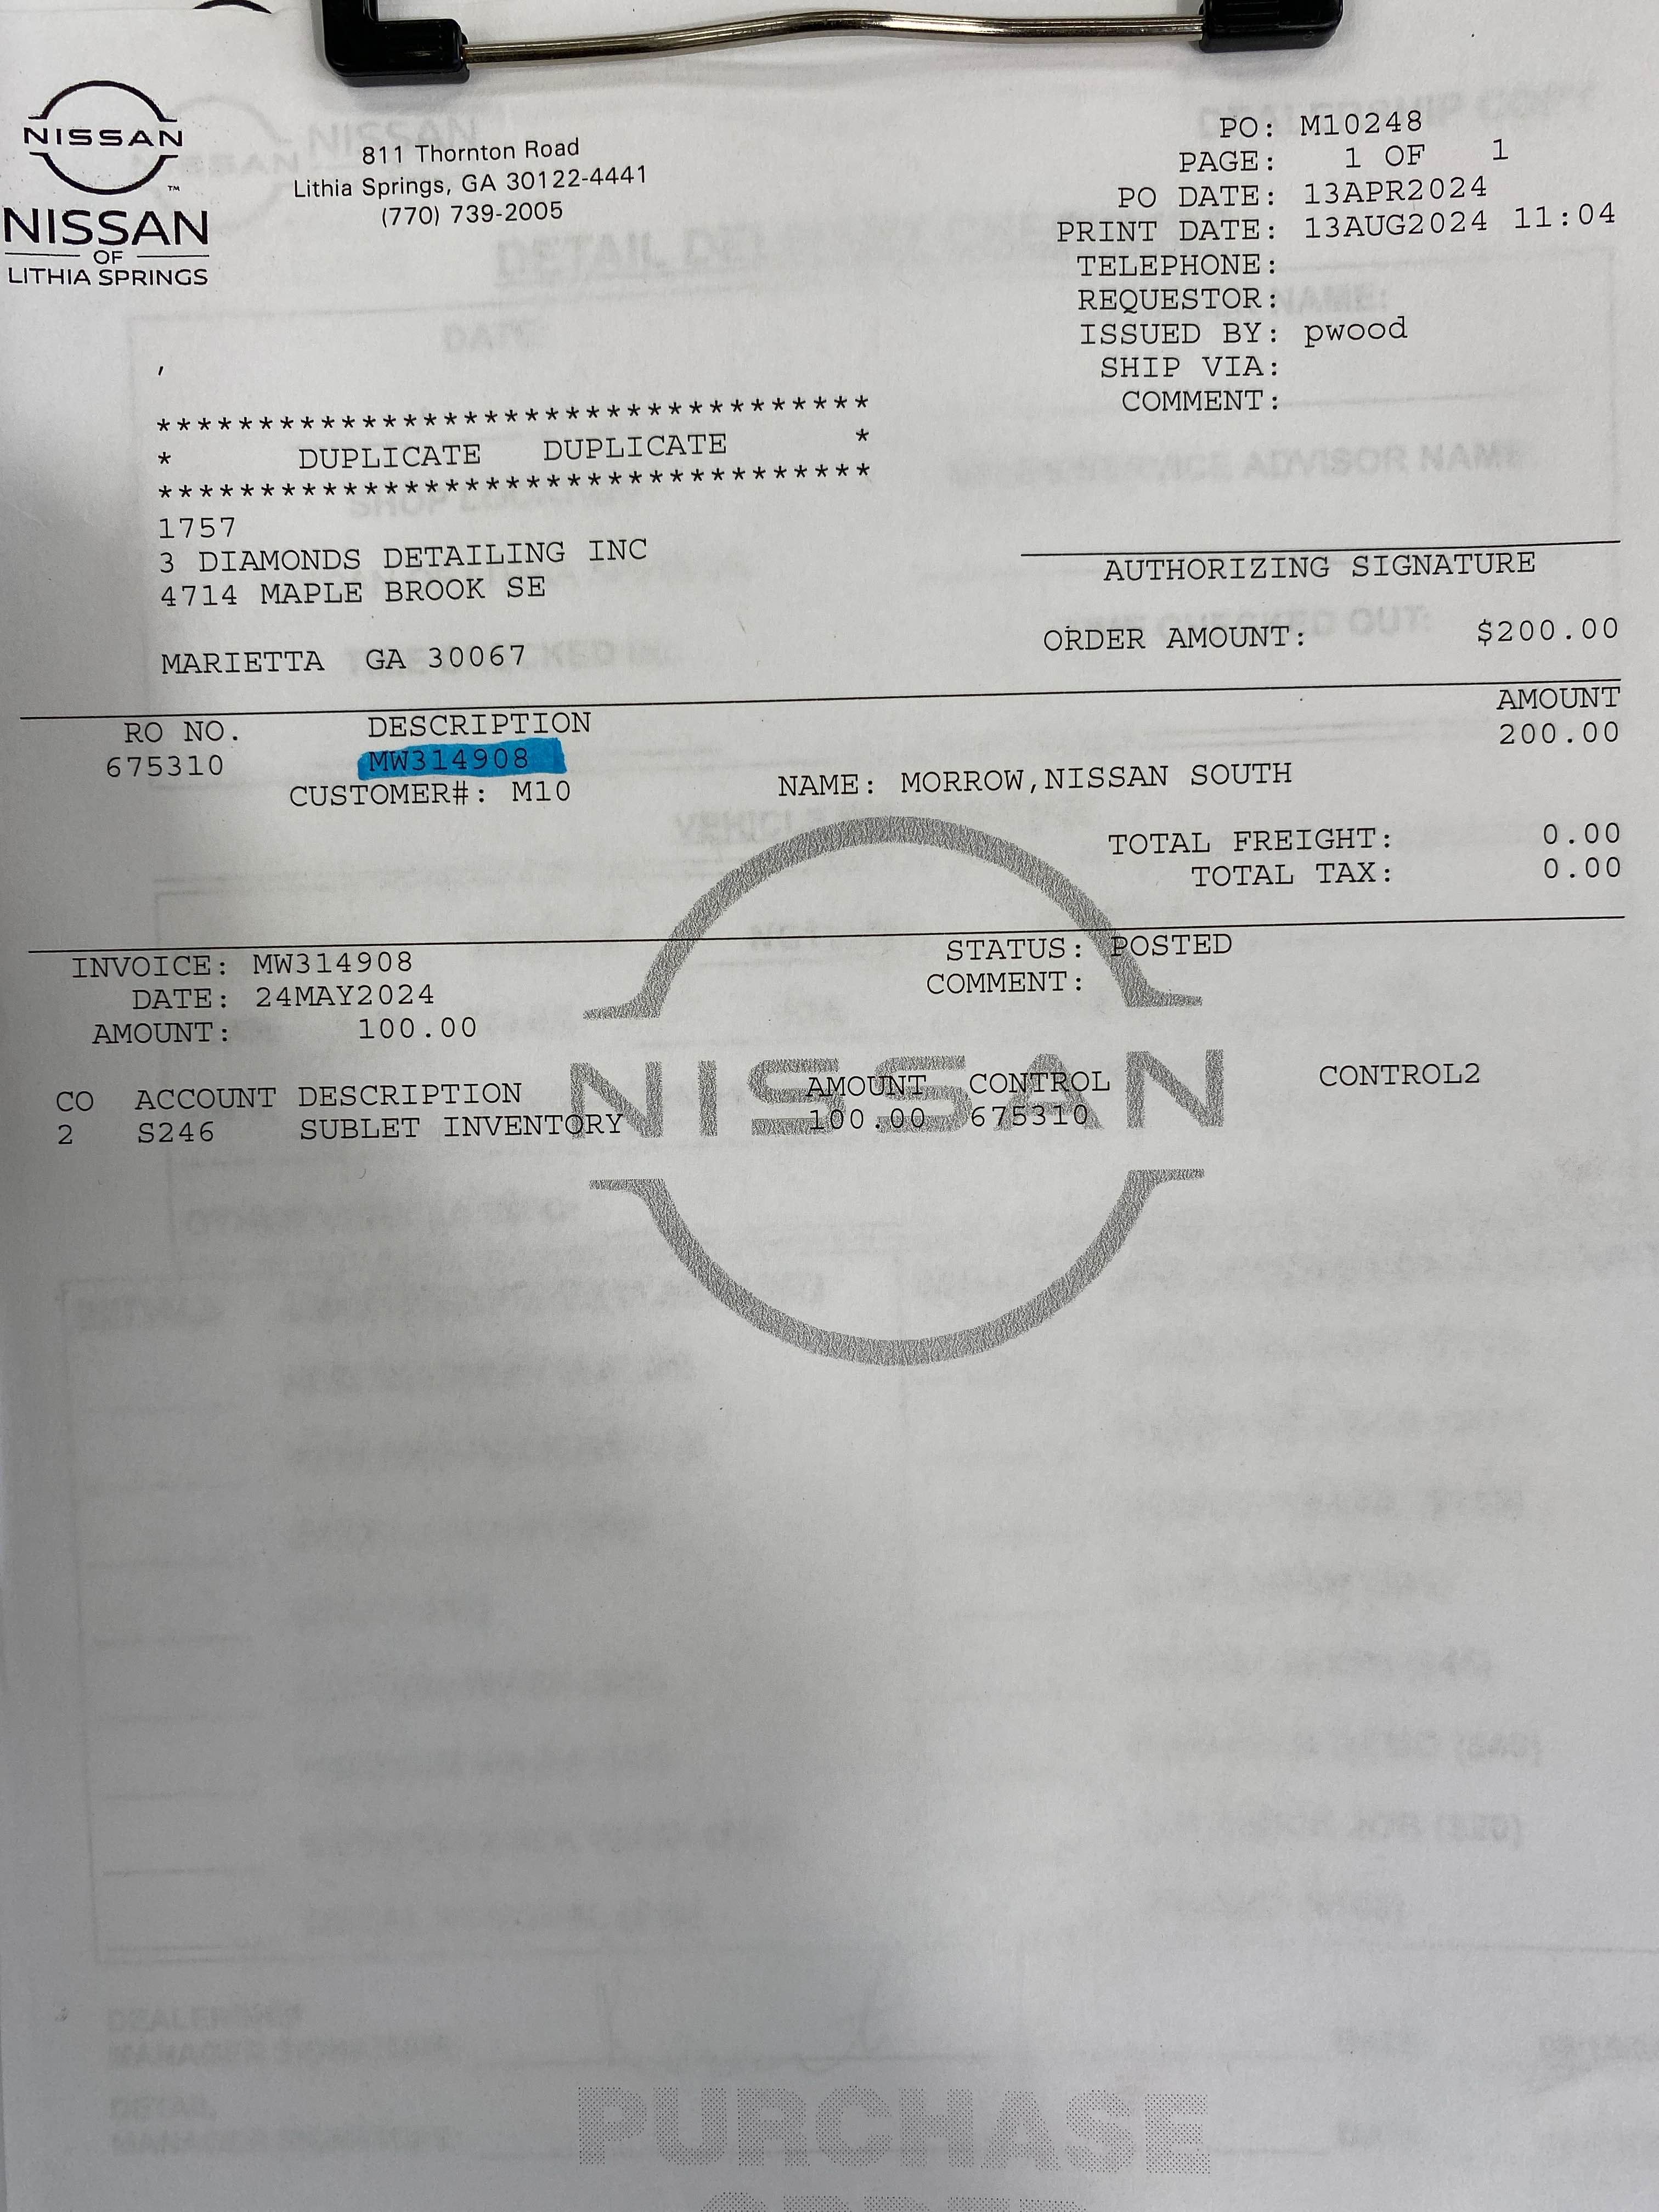 NISSAN
™
NISSAN
OF
LITHIA SPRINGS
811 Thornton Road
Lithia Springs, GA 30122-4441
(770) 739-2005
PO: M10248
PAGE: 1 OF 1
PO DATE: 13APR2024
PRINT DATE: 13AUG2024 11:04
TELEPHONE:
REQUESTOR:
ISSUED BY: pwood
SHIP VIA:
COMMENT:
,
***********************************
* DUPLICATE DUPLICATE *
***********************************
1757
3 DIAMONDS DETAILING INC
4714 MAPLE BROOK SE
MARIETTA GA 30067
AUTHORIZING SIGNATURE
ORDER AMOUNT: $200.00
RO NO. DESCRIPTION AMOUNT
675310 MW314908 200.00
CUSTOMER#: M10 NAME: MORROW,NISSAN SOUTH
TOTAL FREIGHT: 0.00
TOTAL TAX: 0.00
INVOICE: MW314908 STATUS: POSTED
DATE: 24MAY2024 COMMENT:
AMOUNT: 100.00
CO ACCOUNT DESCRIPTION AMOUNT CONTROL CONTROL2
2 S246 SUBLET INVENTORY 100.00 675310
NISSAN
PURCHASE
ORDER